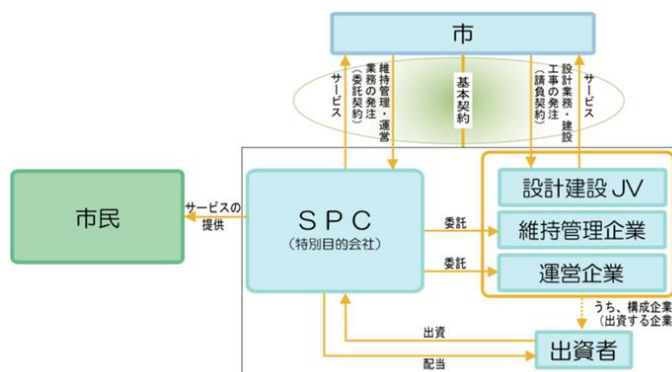 市
サービス
維持管理・運営
業務の発注
(委託契約)
基本契約
設計業務・建設
工事の発注
(請負契約)
サービス
市民
サービスの
提供
SPC
(特別目的会社)
委託
委託
設計建設JV
維持管理企業
運営企業
うち、構成企業
(出資する企業
出資
配当
出資者